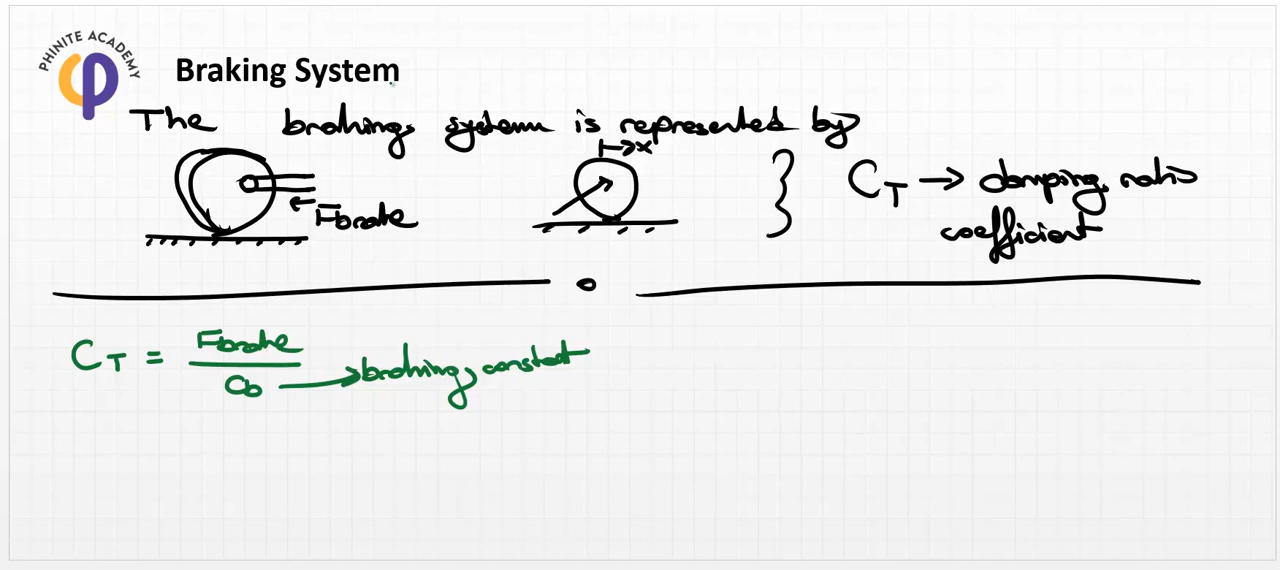 PHINITE ACADEMY
Braking System
The braking system is represented by
x
Fbrake
CT → damping ratio
coefficient
CT = Fbrake / Cb → braking constant